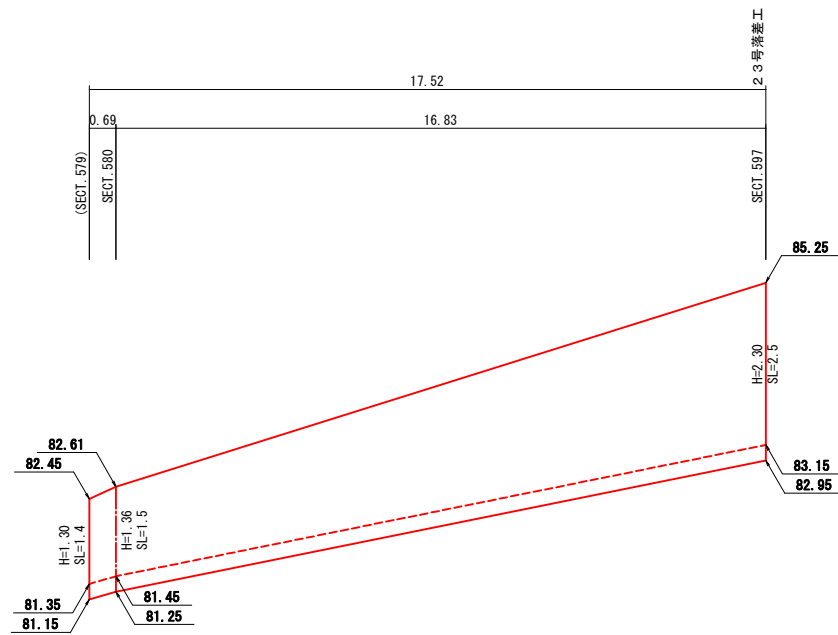 ２３号落差工
17.52
0.69
16.83
(SECT.579)
SECT.580
SECT.597
85.25
H=2.30
SL=2.5
82.61
82.45
83.15
82.95
H=1.30
SL=1.4
H=1.36
SL=1.5
81.35
81.45
81.15
81.25